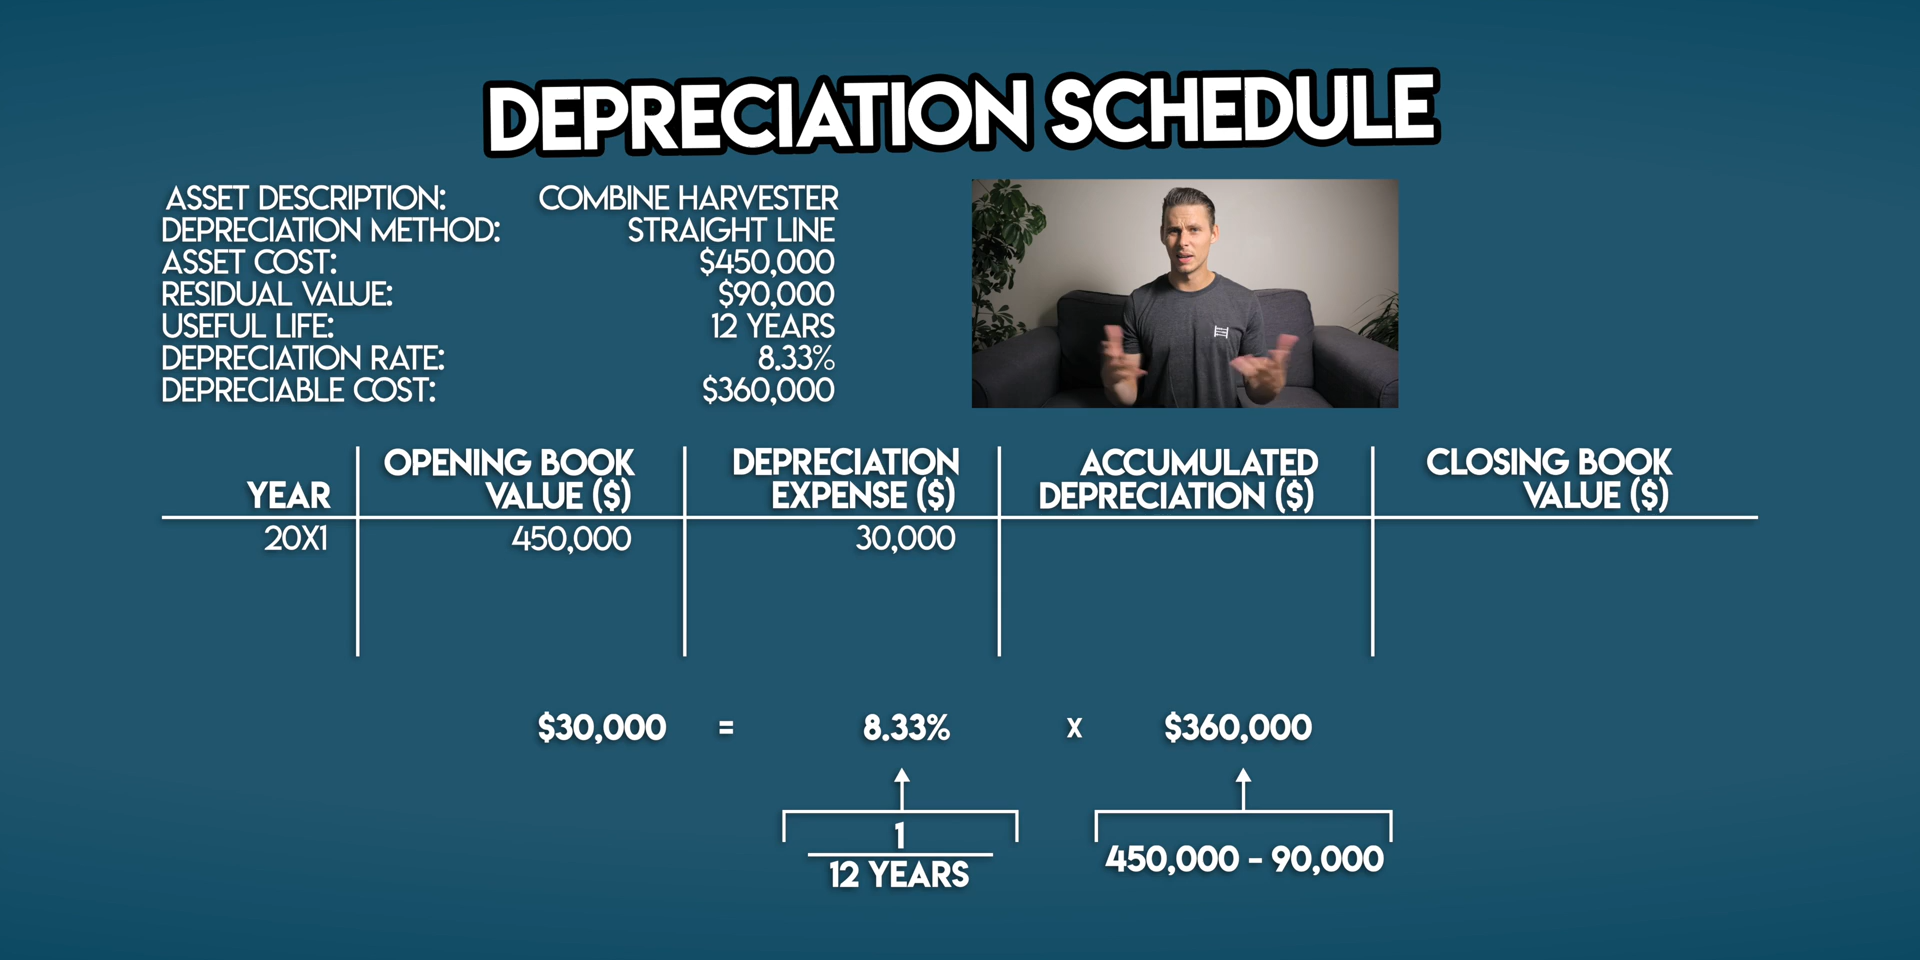 DEPRECIATION SCHEDULE
ASSET DESCRIPTION: COMBINE HARVESTER
DEPRECIATION METHOD: STRAIGHT LINE
ASSET COST: $450,000
RESIDUAL VALUE: $90,000
USEFUL LIFE: 12 YEARS
DEPRECIATION RATE: 8.33%
DEPRECIABLE COST: $360,000
YEAR
OPENING BOOK
VALUE ($)
DEPRECIATION
EXPENSE ($)
ACCUMULATED
DEPRECIATION ($)
CLOSING BOOK
VALUE ($)
20X1 450,000 30,000
$30,000 = 8.33% X $360,000
1
12 YEARS
450,000 - 90,000